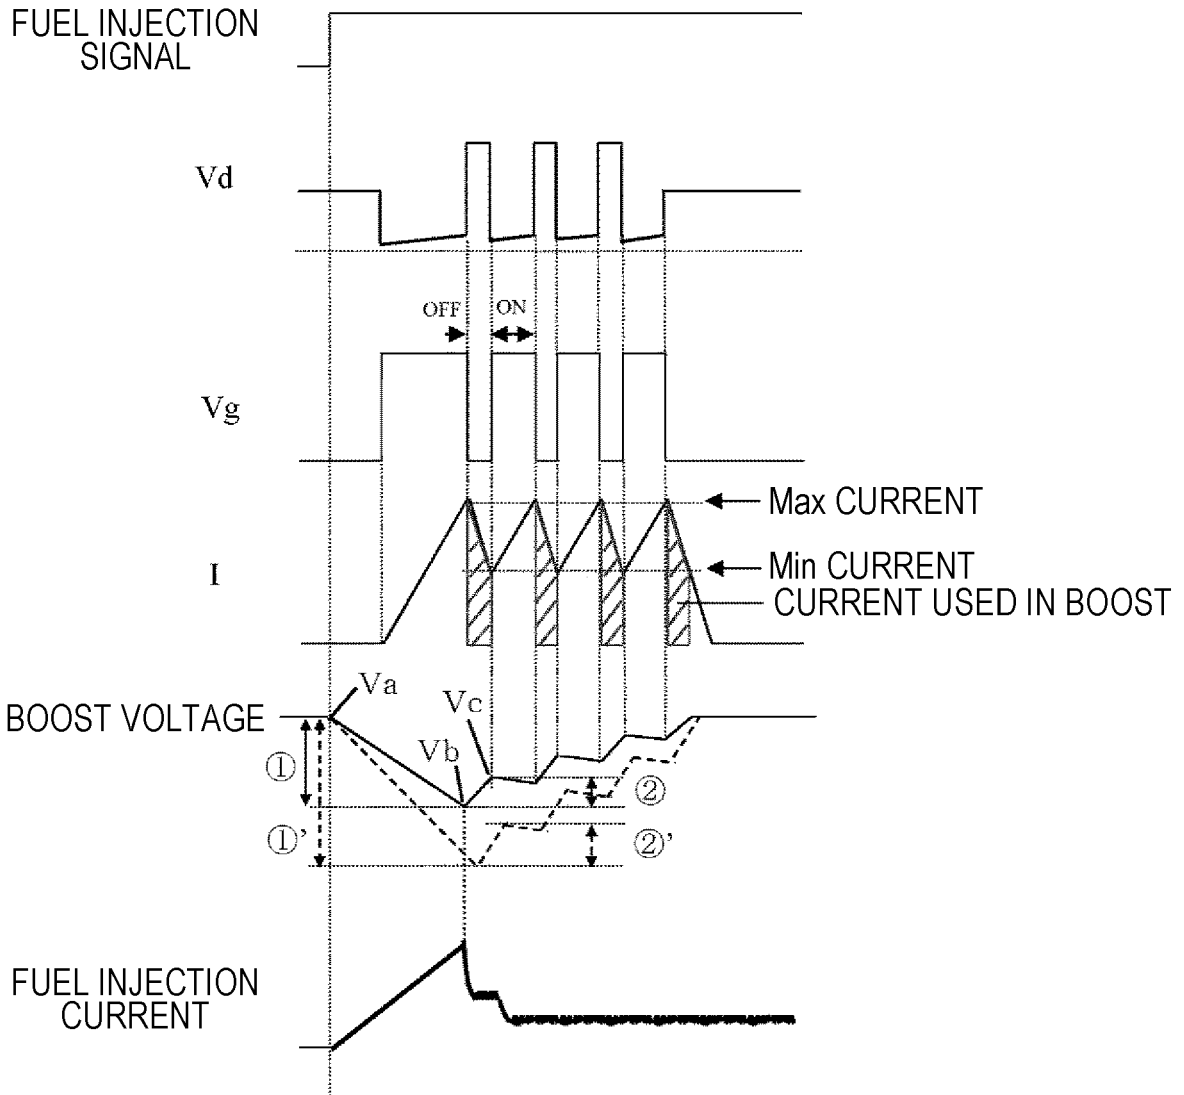 FUEL INJECTION
SIGNAL
Vd
OFF ON
Vg
Max CURRENT
I
Min CURRENT
CURRENT USED IN BOOST
Va
BOOST VOLTAGE
Vc
Vb
①
②
①'
②'
FUEL INJECTION
CURRENT